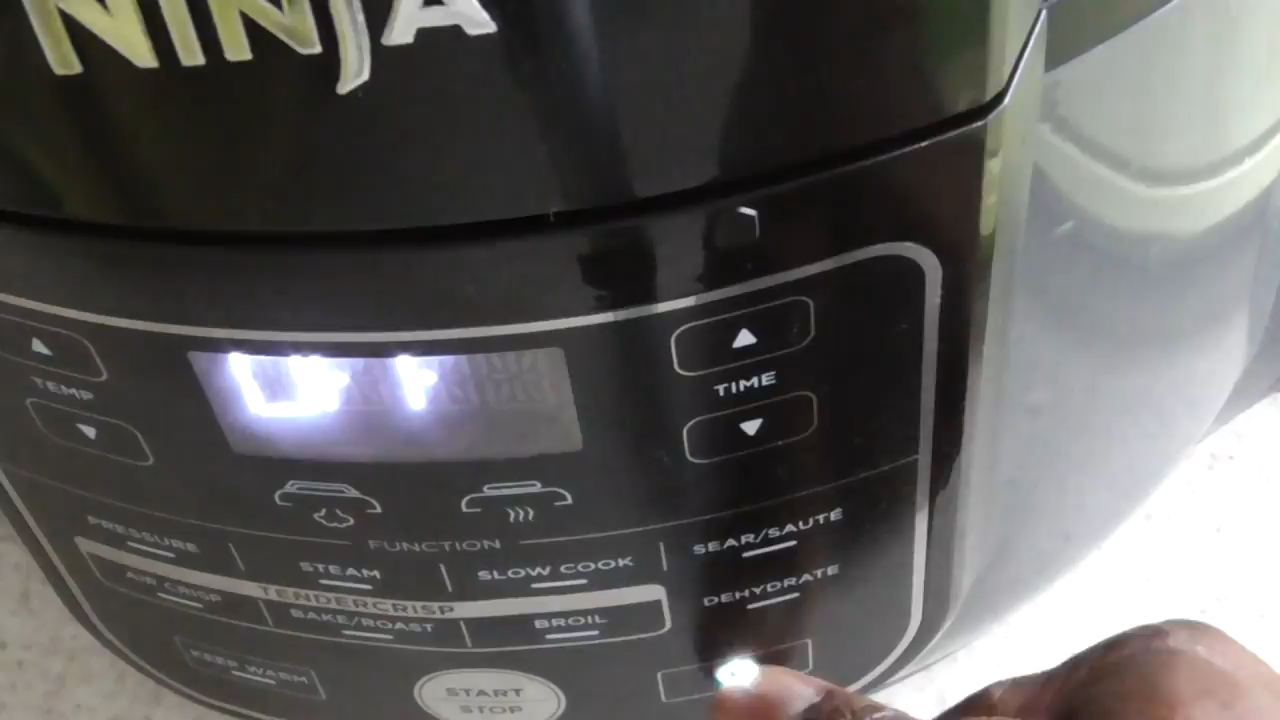 NINJA
TEMP
TIME
PRESSURE
FUNCTION
SEAR/SAUTÉ
STEAM
SLOW COOK
AIR CRISP
TENDERCRISP
DEHYDRATE
BAKE/ROAST
BROIL
KEEP WARM
START
STOP